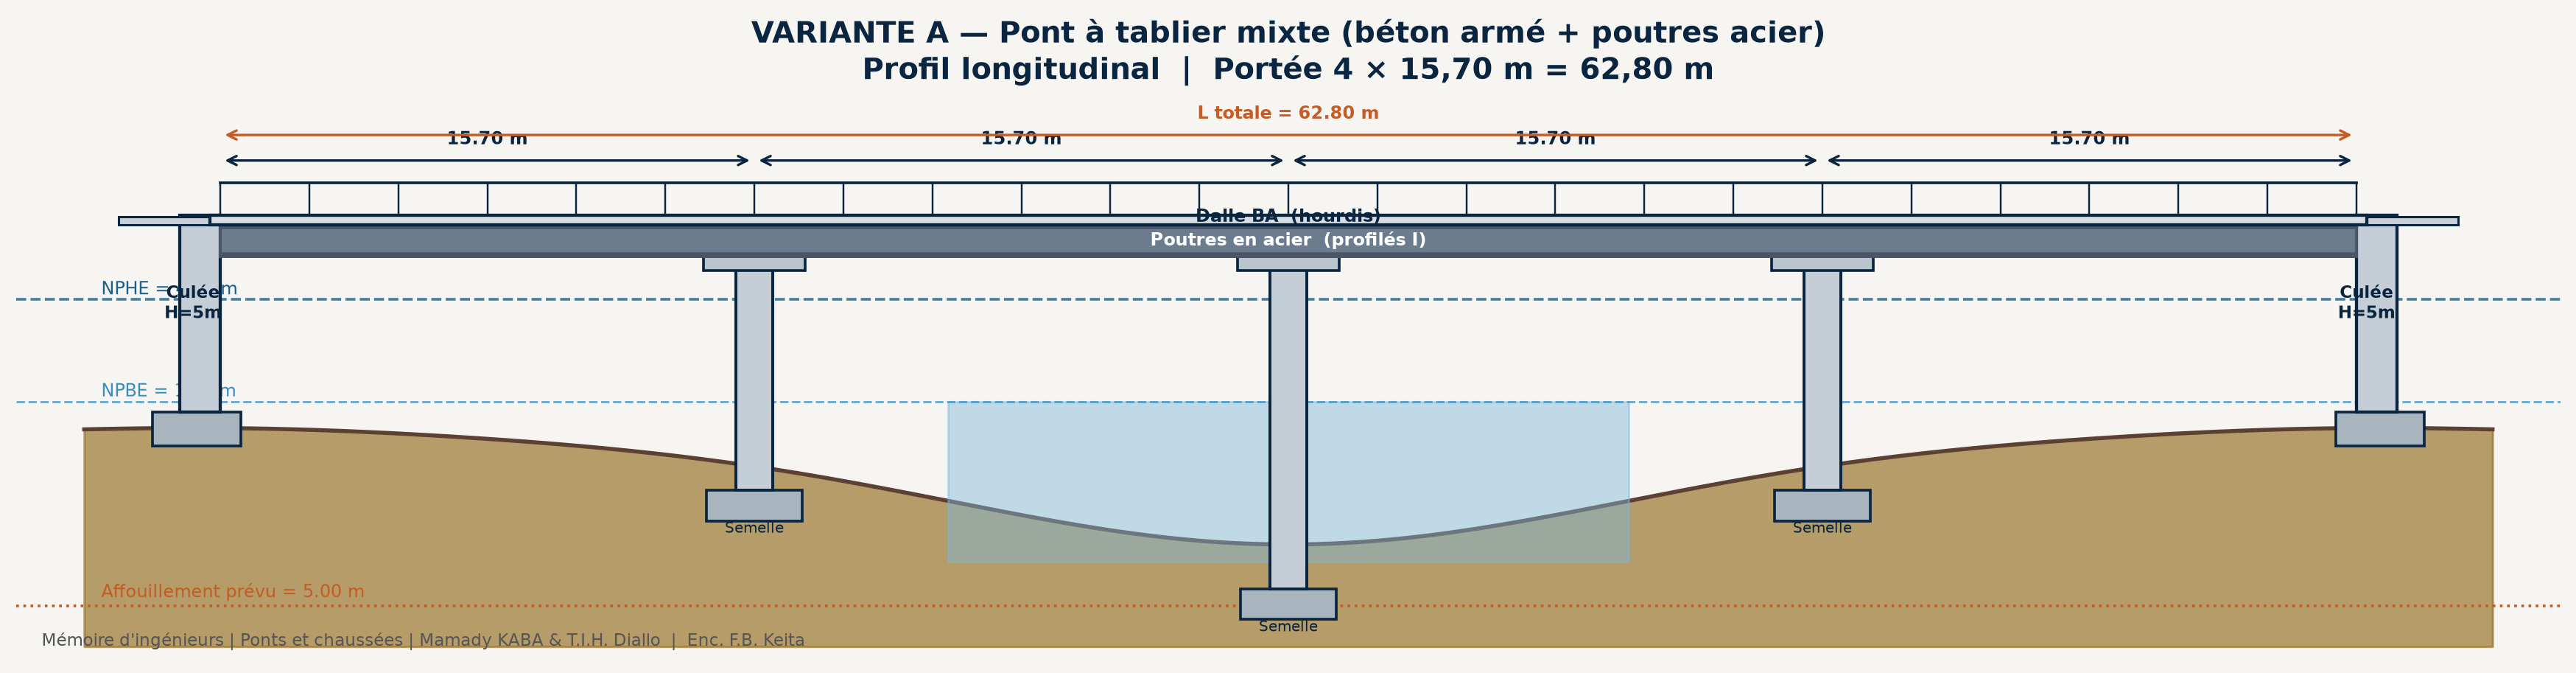 VARIANTE A — Pont à tablier mixte (béton armé + poutres acier)
Profil longitudinal | Portée 4 × 15,70 m = 62,80 m
L totale = 62.80 m
15.70 m 15.70 m 15.70 m 15.70 m
Dalle BA (hourdis)
Poutres en acier (profilés I)
NPHE = m
Culée
H=5m
Culée
H=5m
NPBE = m
Semelle
Semelle
Affouillement prévu = 5.00 m
Semelle
Mémoire d'ingénieurs | Ponts et chaussées | Mamady KABA & T.I.H. Diallo | Enc. F.B. Keita